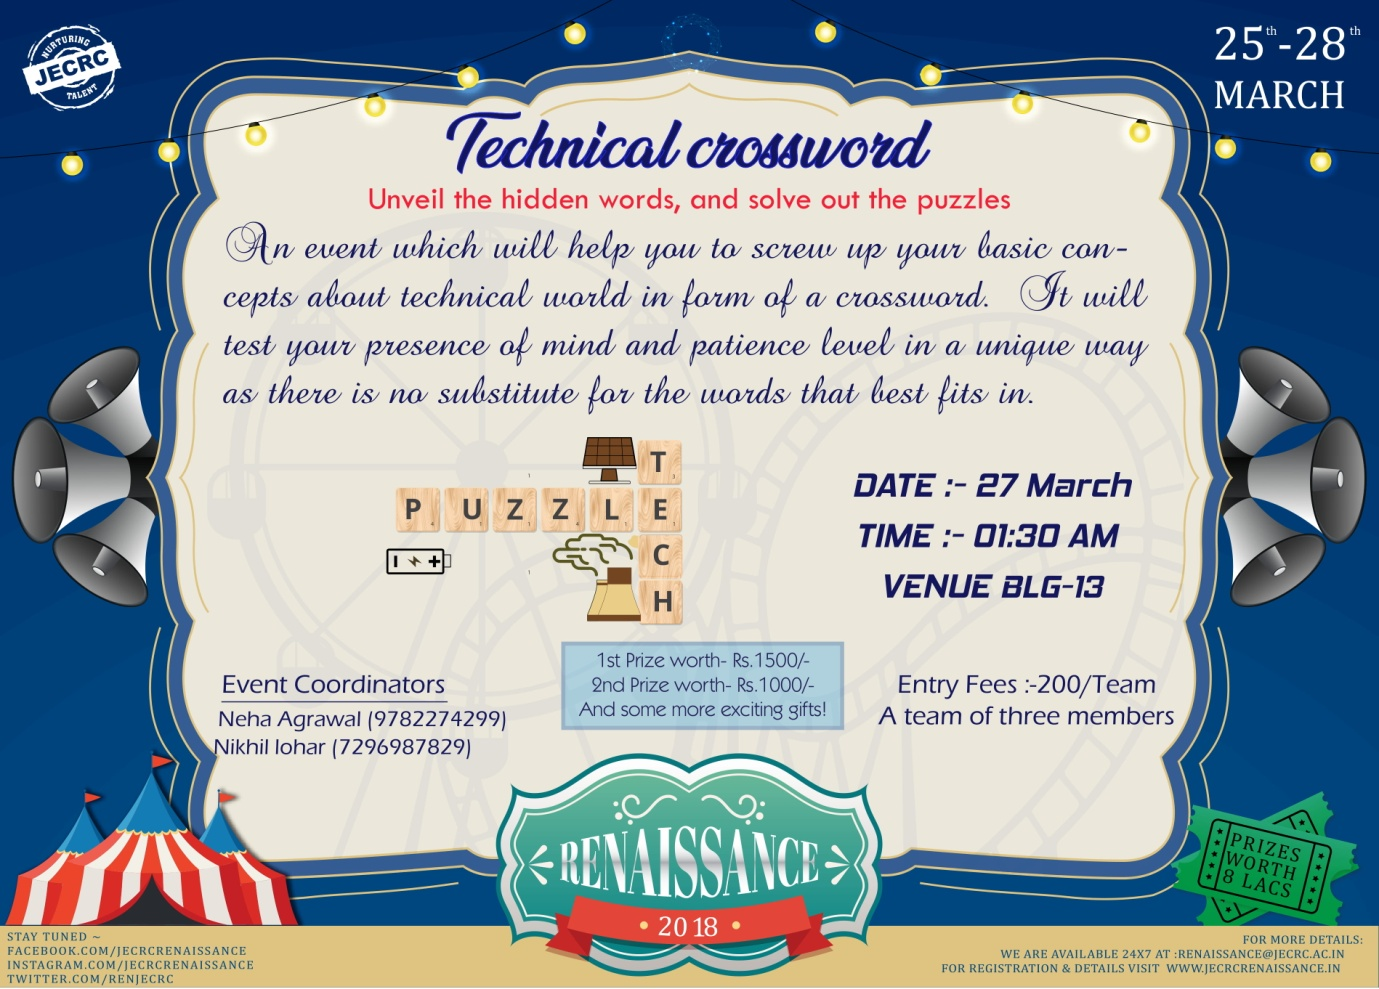 NURTURING
JECRC
TALENT
25th-28th
MARCH
Technical crossword
Unveil the hidden words, and solve out the puzzles
An event which will help you to screw up your basic con-
cepts about technical world in form of a crossword. It will
test your presence of mind and patience level in a unique way
as there is no substitute for the words that best fits in.
T
PUZZLE
C
H
DATE :- 27 March
TIME :- 01:30 AM
VENUE BLG-13
1st Prize worth- Rs.1500/-
2nd Prize worth- Rs.1000/-
And some more exciting gifts!
Event Coordinators
Neha Agrawal (9782274299)
Nikhil lohar (7296987829)
Entry Fees :-200/Team
A team of three members
RENAISSANCE
2018
PRIZES
WORTH
8 LACS
STAY TUNED ~
FACEBOOK.COM/JECRCRENAISSANCE
INSTAGRAM.COM/JECRCRENAISSANCE
TWITTER.COM/RENJECRC
FOR MORE DETAILS:
WE ARE AVAILABLE 24X7 AT :RENAISSANCE@JECRC.AC.IN
FOR REGISTRATION & DETAILS VISIT WWW.JECRCRENAISSANCE.IN